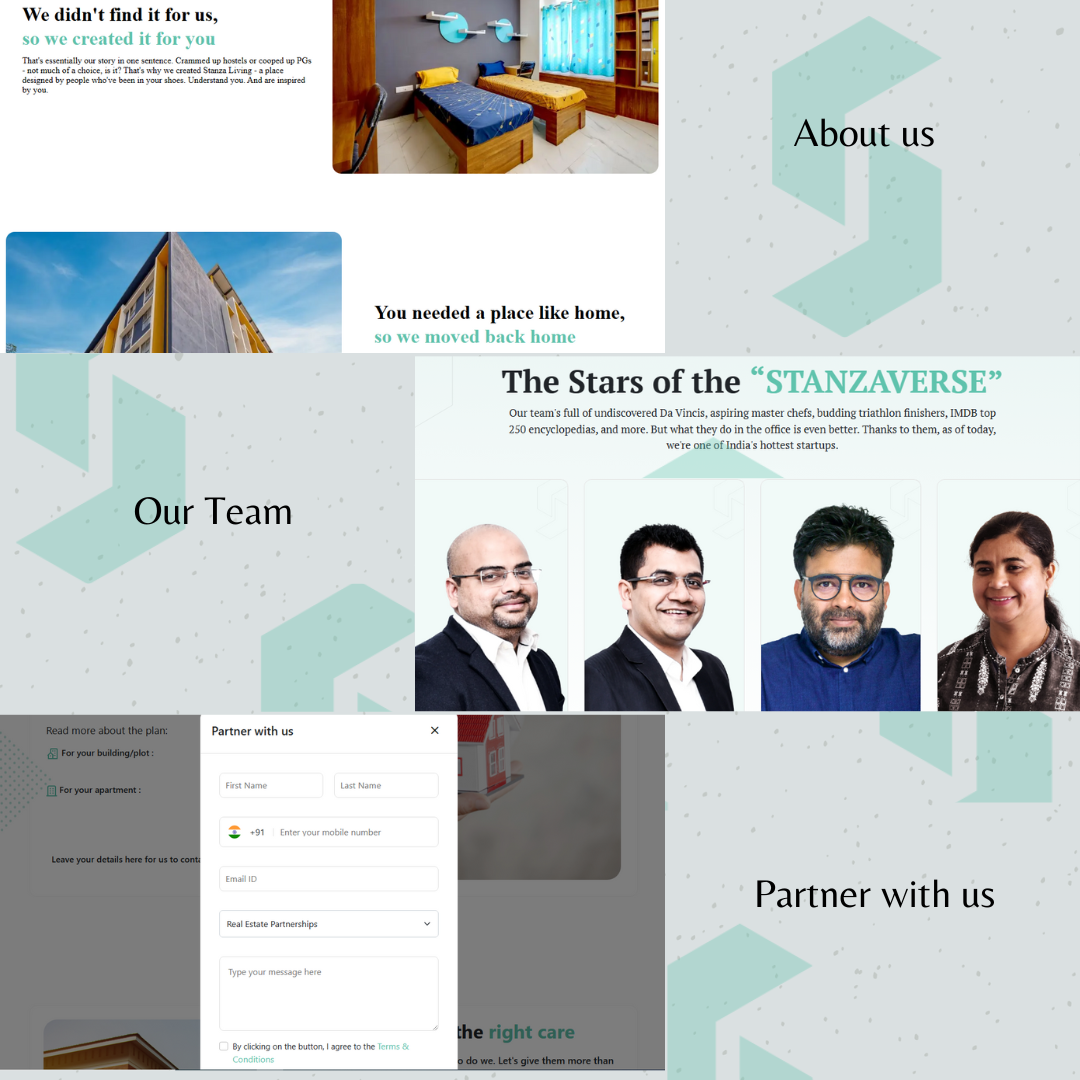 We didn't find it for us,
so we created it for you
That's essentially our story in one sentence. Crammed up hostels or cooped up PGs
- not much of a choice, is it? That's why we created Stanza Living - a place
designed by people who've been in your shoes. Understand you. And are inspired
by you.
About us
You needed a place like home,
so we moved back home
Our Team
The Stars of the “STANZAVERSE”
Our team's full of undiscovered Da Vincis, aspiring master chefs, budding triathlon finishers, IMDB top
250 encyclopedias, and more. But what they do in the office is even better. Thanks to them, as of today,
we're one of India's hottest startups.
Read more about the plan:
For your building/plot :
For your apartment :
Leave your details here for us to conta
Partner with us
First Name
Last Name
+91
Enter your mobile number
Email ID
Real Estate Partnerships
Type your message here
By clicking on the button, I agree to the Terms &
Conditions
the right care
o do we. Let's give them more than
Partner with us